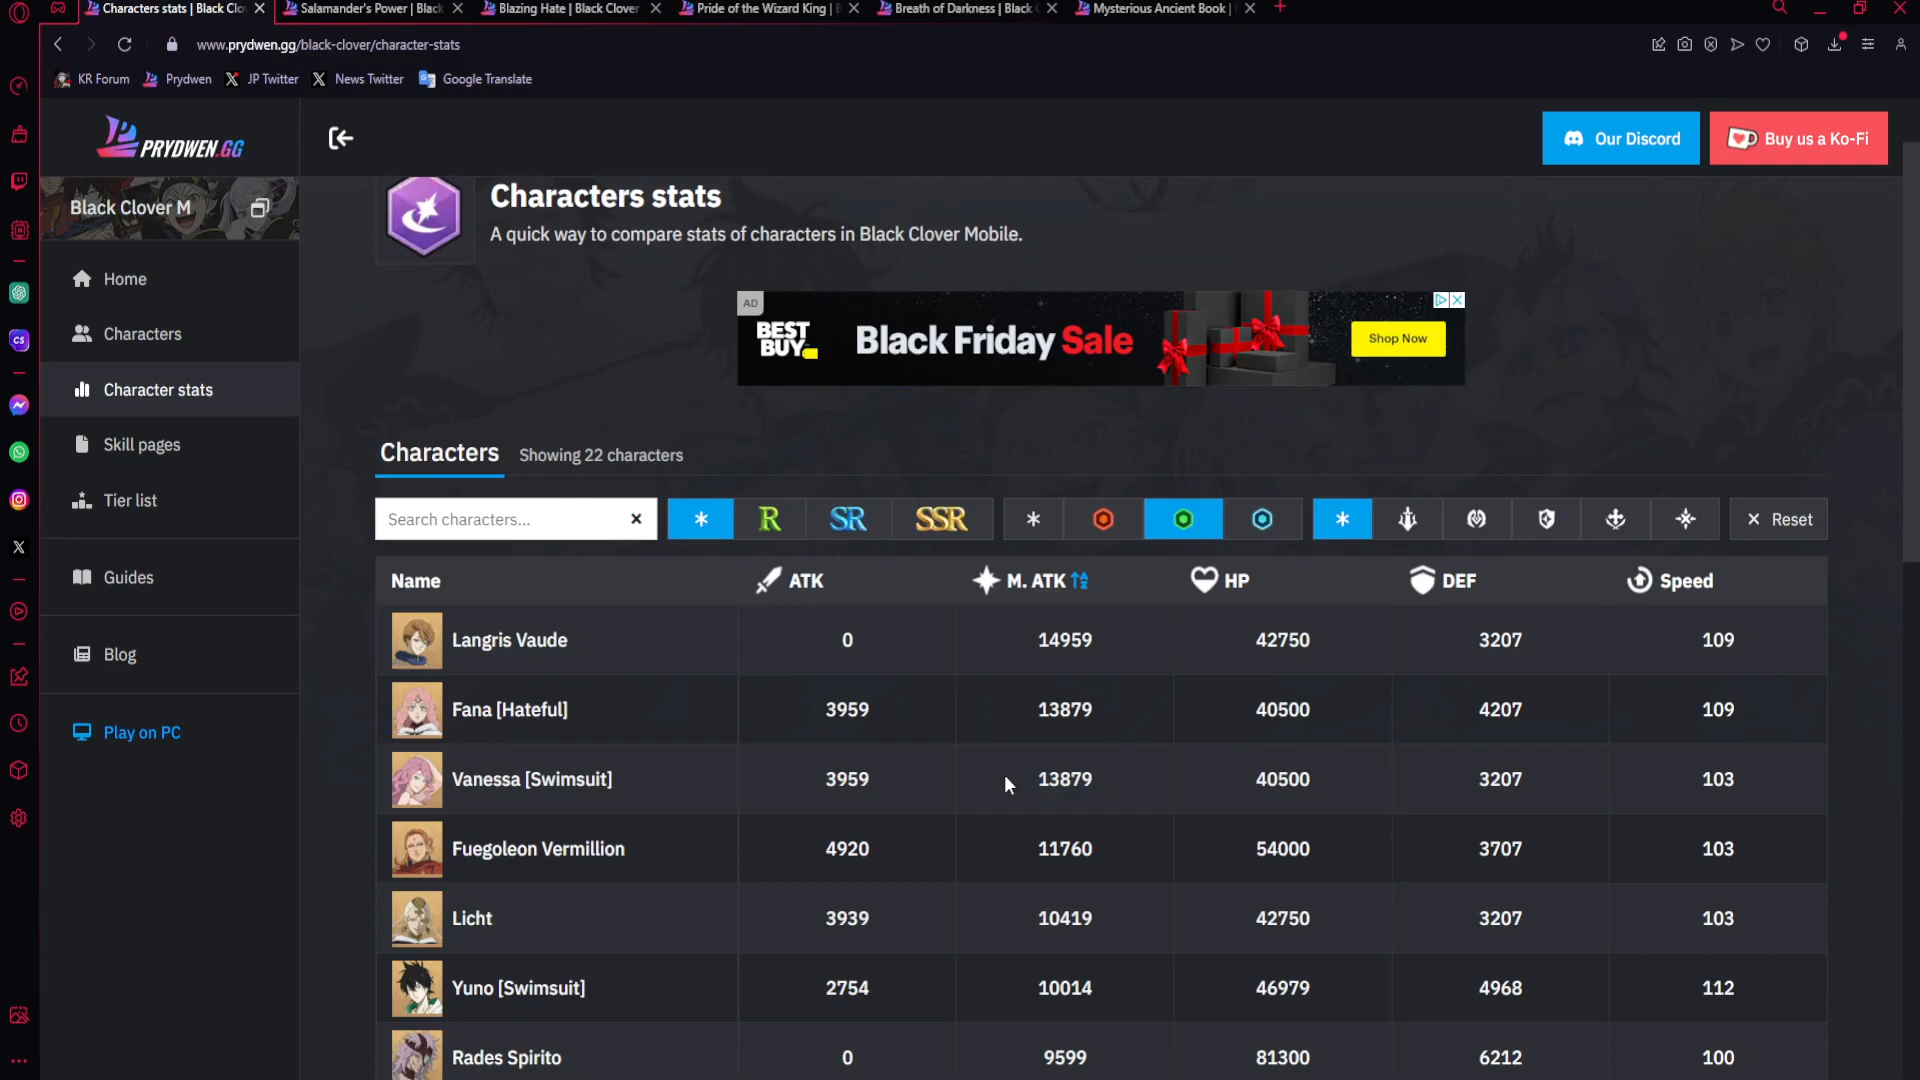 Characters stats | Black Clo
Salamander's Power | Black
Blazing Hate | Black Clover
Pride of the Wizard King |
Breath of Darkness | Black
Mysterious Ancient Book |
www.prydwen.gg/black-clover/character-stats
KR Forum
Prydwen
JP Twitter
News Twitter
Google Translate
PRYDWEN.GG
Our Discord
Buy us a Ko-Fi
Black Clover M
Home
Characters
Character stats
Skill pages
Tier list
Guides
Blog
Play on PC
CS
Characters stats
A quick way to compare stats of characters in Black Clover Mobile.
AD
BEST BUY
Black Friday Sale
Shop Now
Characters Showing 22 characters
Search characters...
R
SR
SSR
Reset
Name ATK M. ATK HP DEF Speed
Langris Vaude 0 14959 42750 3207 109
Fana [Hateful] 3959 13879 40500 4207 109
Vanessa [Swimsuit] 3959 13879 40500 3207 103
Fuegoleon Vermillion 4920 11760 54000 3707 103
Licht 3939 10419 42750 3207 103
Yuno [Swimsuit] 2754 10014 46979 4968 112
Rades Spirito 0 9599 81300 6212 100